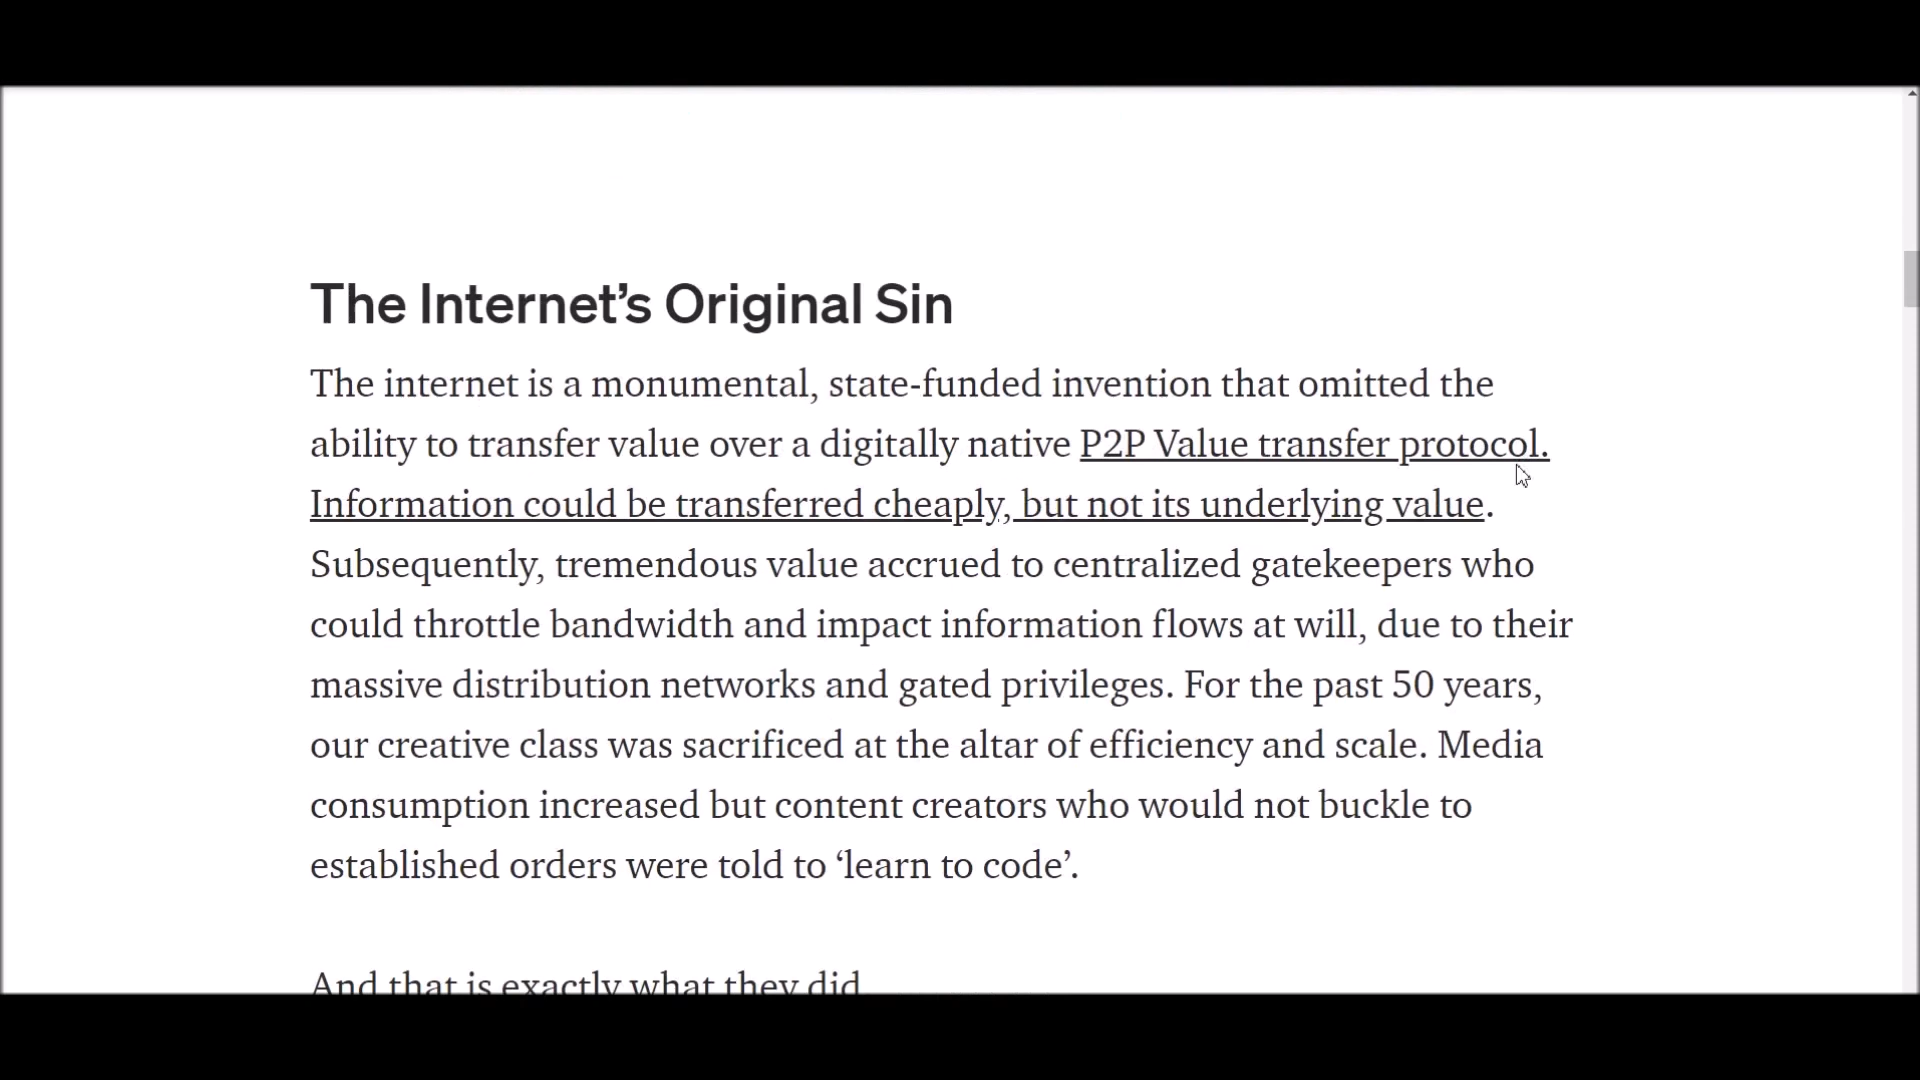 The Internet’s Original Sin
The internet is a monumental, state-funded invention that omitted the
ability to transfer value over a digitally native P2P Value transfer protocol.
Information could be transferred cheaply, but not its underlying value.
Subsequently, tremendous value accrued to centralized gatekeepers who
could throttle bandwidth and impact information flows at will, due to their
massive distribution networks and gated privileges. For the past 50 years,
our creative class was sacrificed at the altar of efficiency and scale. Media
consumption increased but content creators who would not buckle to
established orders were told to ‘learn to code’.
And that is exactly what they did